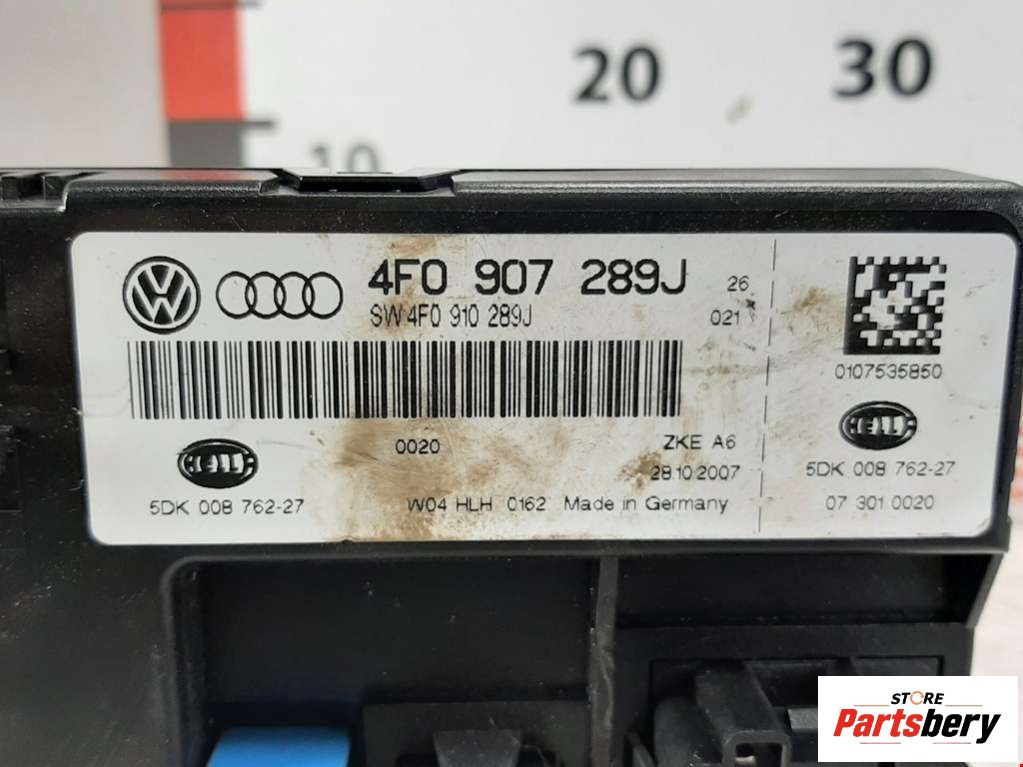 20 30
10
4F0 907 289J 26
SW 4F0 910 289J 021
0107535850
HELLA HELLA
0020 ZKE A6
28.10.2007
5DK 008 762-27 W04 HLH 0162 Made in Germany
5DK 008 762-27
07 301 0020
STORE
Partsbery